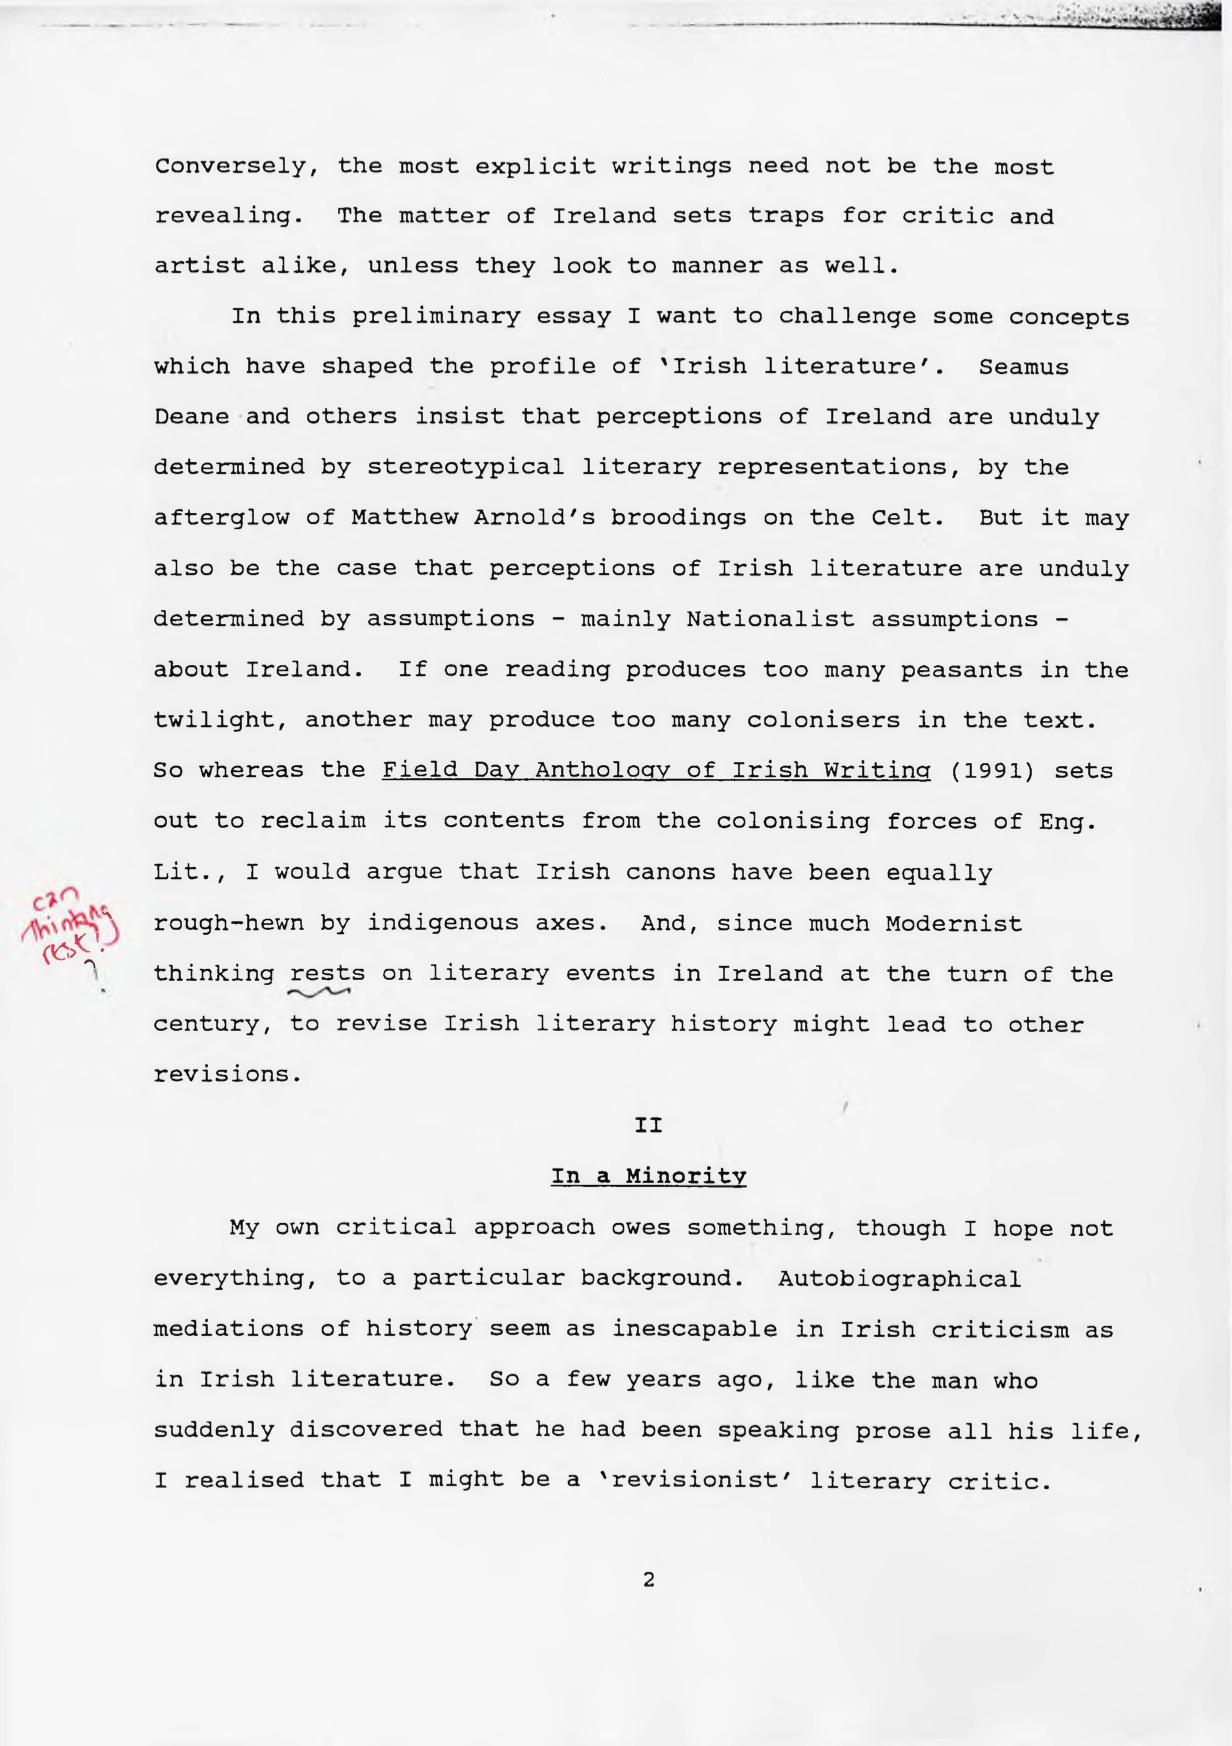 Conversely, the most explicit writings need not be the most
revealing. The matter of Ireland sets traps for critic and
artist alike, unless they look to manner as well.
In this preliminary essay I want to challenge some concepts
which have shaped the profile of 'Irish literature'. Seamus
Deane and others insist that perceptions of Ireland are unduly
determined by stereotypical literary representations, by the
afterglow of Matthew Arnold's broodings on the Celt. But it may
also be the case that perceptions of Irish literature are unduly
determined by assumptions - mainly Nationalist assumptions -
about Ireland. If one reading produces too many peasants in the
twilight, another may produce too many colonisers in the text.
So whereas the Field Day Anthology of Irish Writing (1991) sets
out to reclaim its contents from the colonising forces of Eng.
Lit., I would argue that Irish canons have been equally
can
thinking
rest?
?
rough-hewn by indigenous axes. And, since much Modernist
thinking rests on literary events in Ireland at the turn of the
century, to revise Irish literary history might lead to other
revisions.
II
In a Minority
My own critical approach owes something, though I hope not
everything, to a particular background. Autobiographical
mediations of history seem as inescapable in Irish criticism as
in Irish literature. So a few years ago, like the man who
suddenly discovered that he had been speaking prose all his life,
I realised that I might be a 'revisionist' literary critic.
2